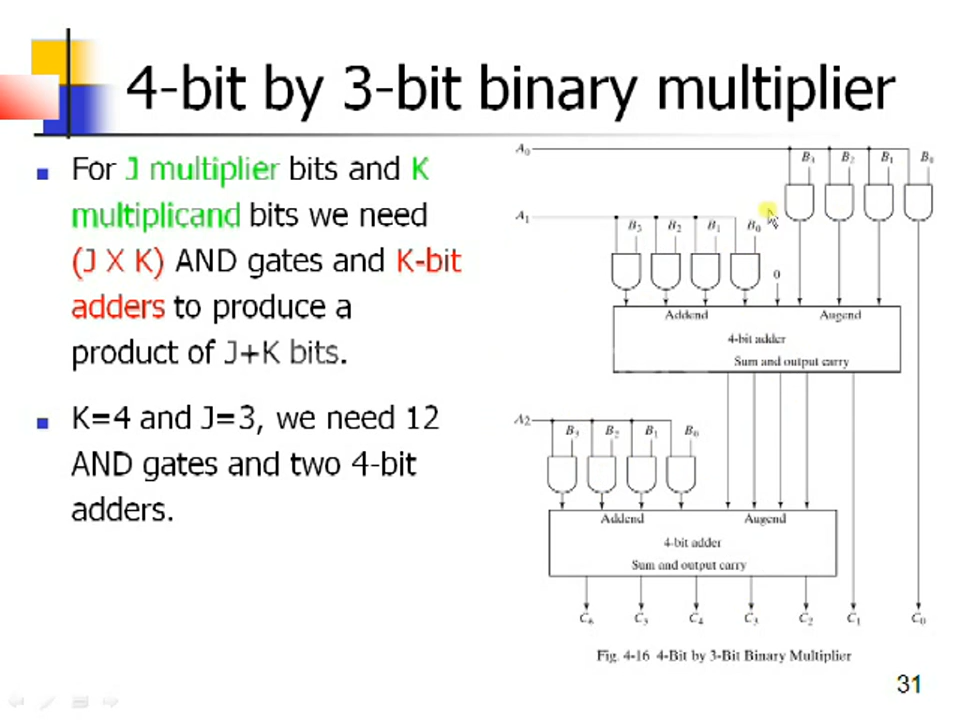 4-bit by 3-bit binary multiplier
For J multiplier bits and K
multiplicand bits we need
(J X K) AND gates and K-bit
adders to produce a
product of J+K bits.
K=4 and J=3, we need 12
AND gates and two 4-bit
adders.
A0
B3 B2 B1 B0
A1
B3 B2 B1 B0
0
Addend Augend
4-bit adder
Sum and output carry
A2
B3 B2 B1 B0
Addend Augend
4-bit adder
Sum and output carry
C6 C5 C4 C3 C2 C1 C0
Fig. 4-16 4-Bit by 3-Bit Binary Multiplier
31